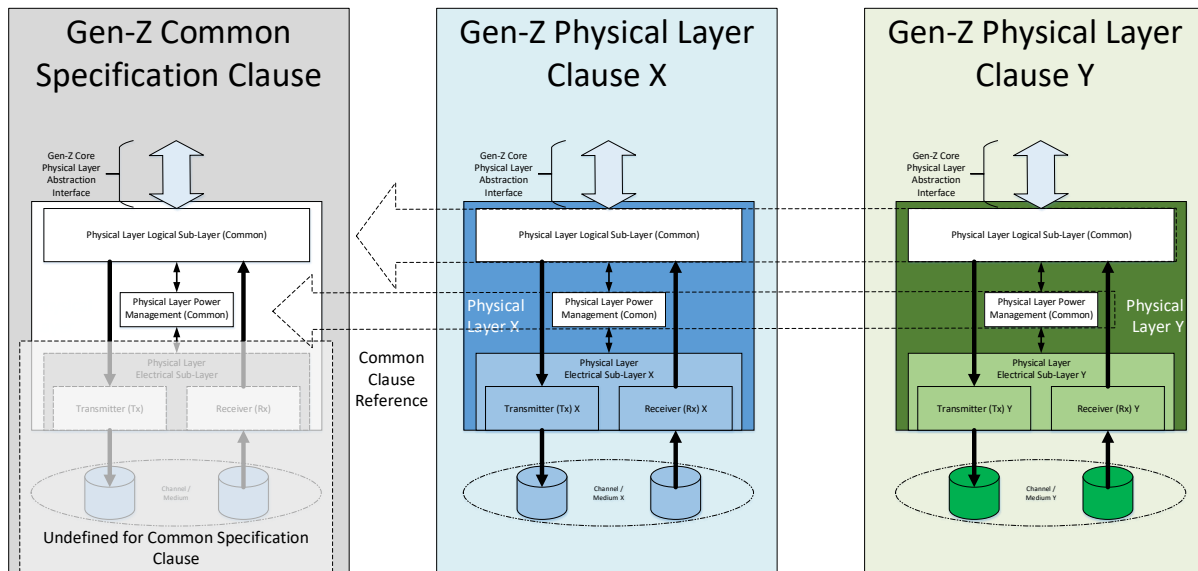 Gen-Z Common
Specification Clause
Gen-Z Core
Physical Layer
Abstraction
Interface
Physical Layer Logical Sub-Layer (Common)
Physical Layer Power
Management (Common)
Physical Layer
Electrical Sub-Layer
Transmitter (Tx)
Receiver (Rx)
Channel /
Medium
Undefined for Common Specification
Clause
Common
Clause
Reference
Gen-Z Physical Layer
Clause X
Gen-Z Core
Physical Layer
Abstraction
Interface
Physical Layer Logical Sub-Layer (Common)
Physical
Layer X
Physical Layer Power
Management (Comon)
Physical Layer
Electrical Sub-Layer X
Transmitter (Tx) X
Receiver (Rx) X
Channel /
Medium X
Gen-Z Physical Layer
Clause Y
Gen-Z Core
Physical Layer
Abstraction
Interface
Physical Layer Logical Sub-Layer (Common)
Physical Layer Power
Management (Common)
Physical
Layer Y
Physical Layer
Electrical Sub-Layer Y
Transmitter (Tx) Y
Receiver (Rx) Y
Channel /
Medium Y